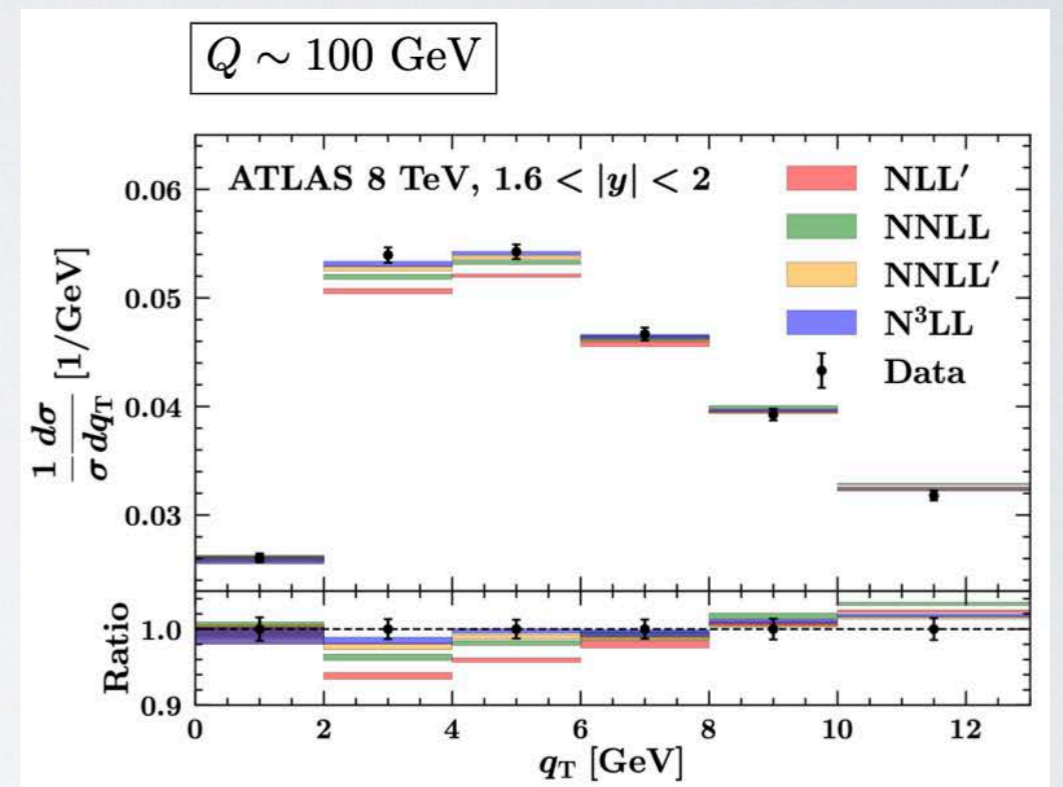 Q ∼ 100 GeV
ATLAS 8 TeV, 1.6 < |y| < 2
NLL′
NNLL
NNLL′
N³LL
Data
1/σ dσ/dq_T [1/GeV]
0.06
0.05
0.04
0.03
Ratio
1.0
0.9
0 2 4 6 8 10 12
q_T [GeV]